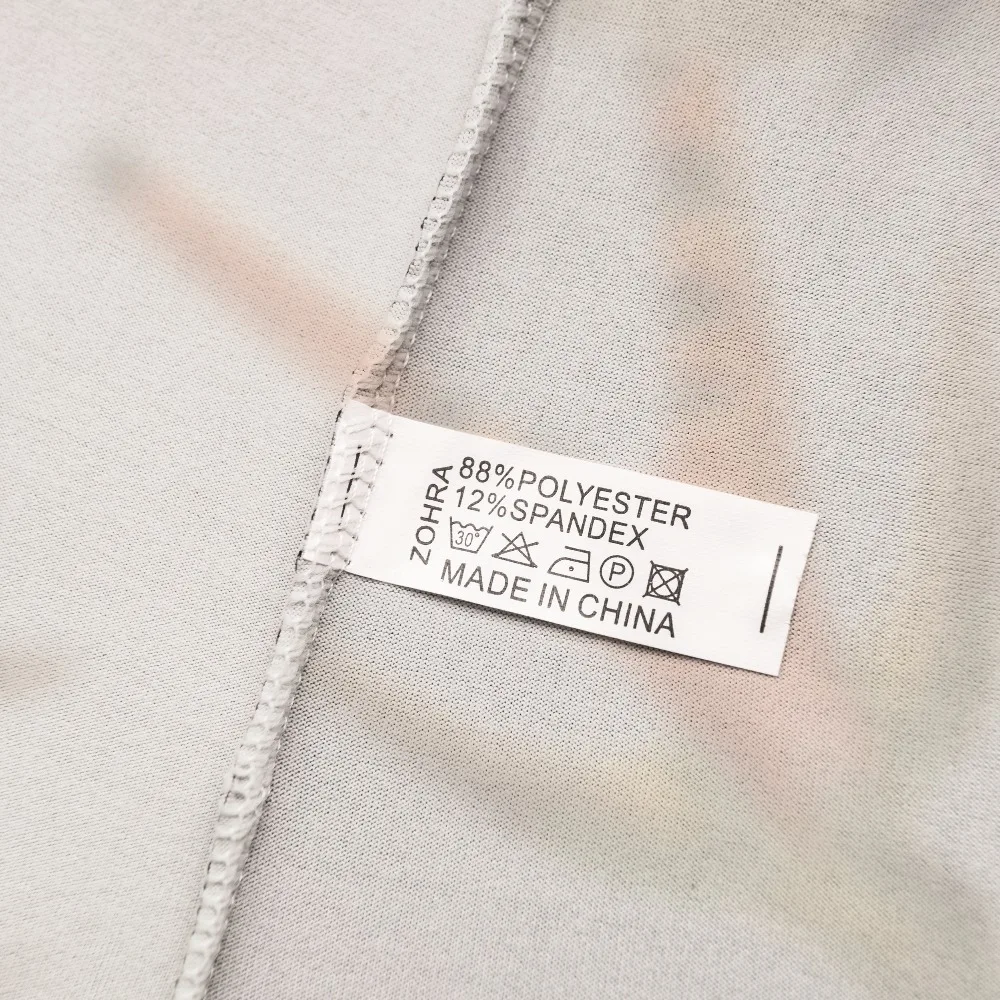 ZOHRA
88%POLYESTER
12%SPANDEX
30° P
MADE IN CHINA